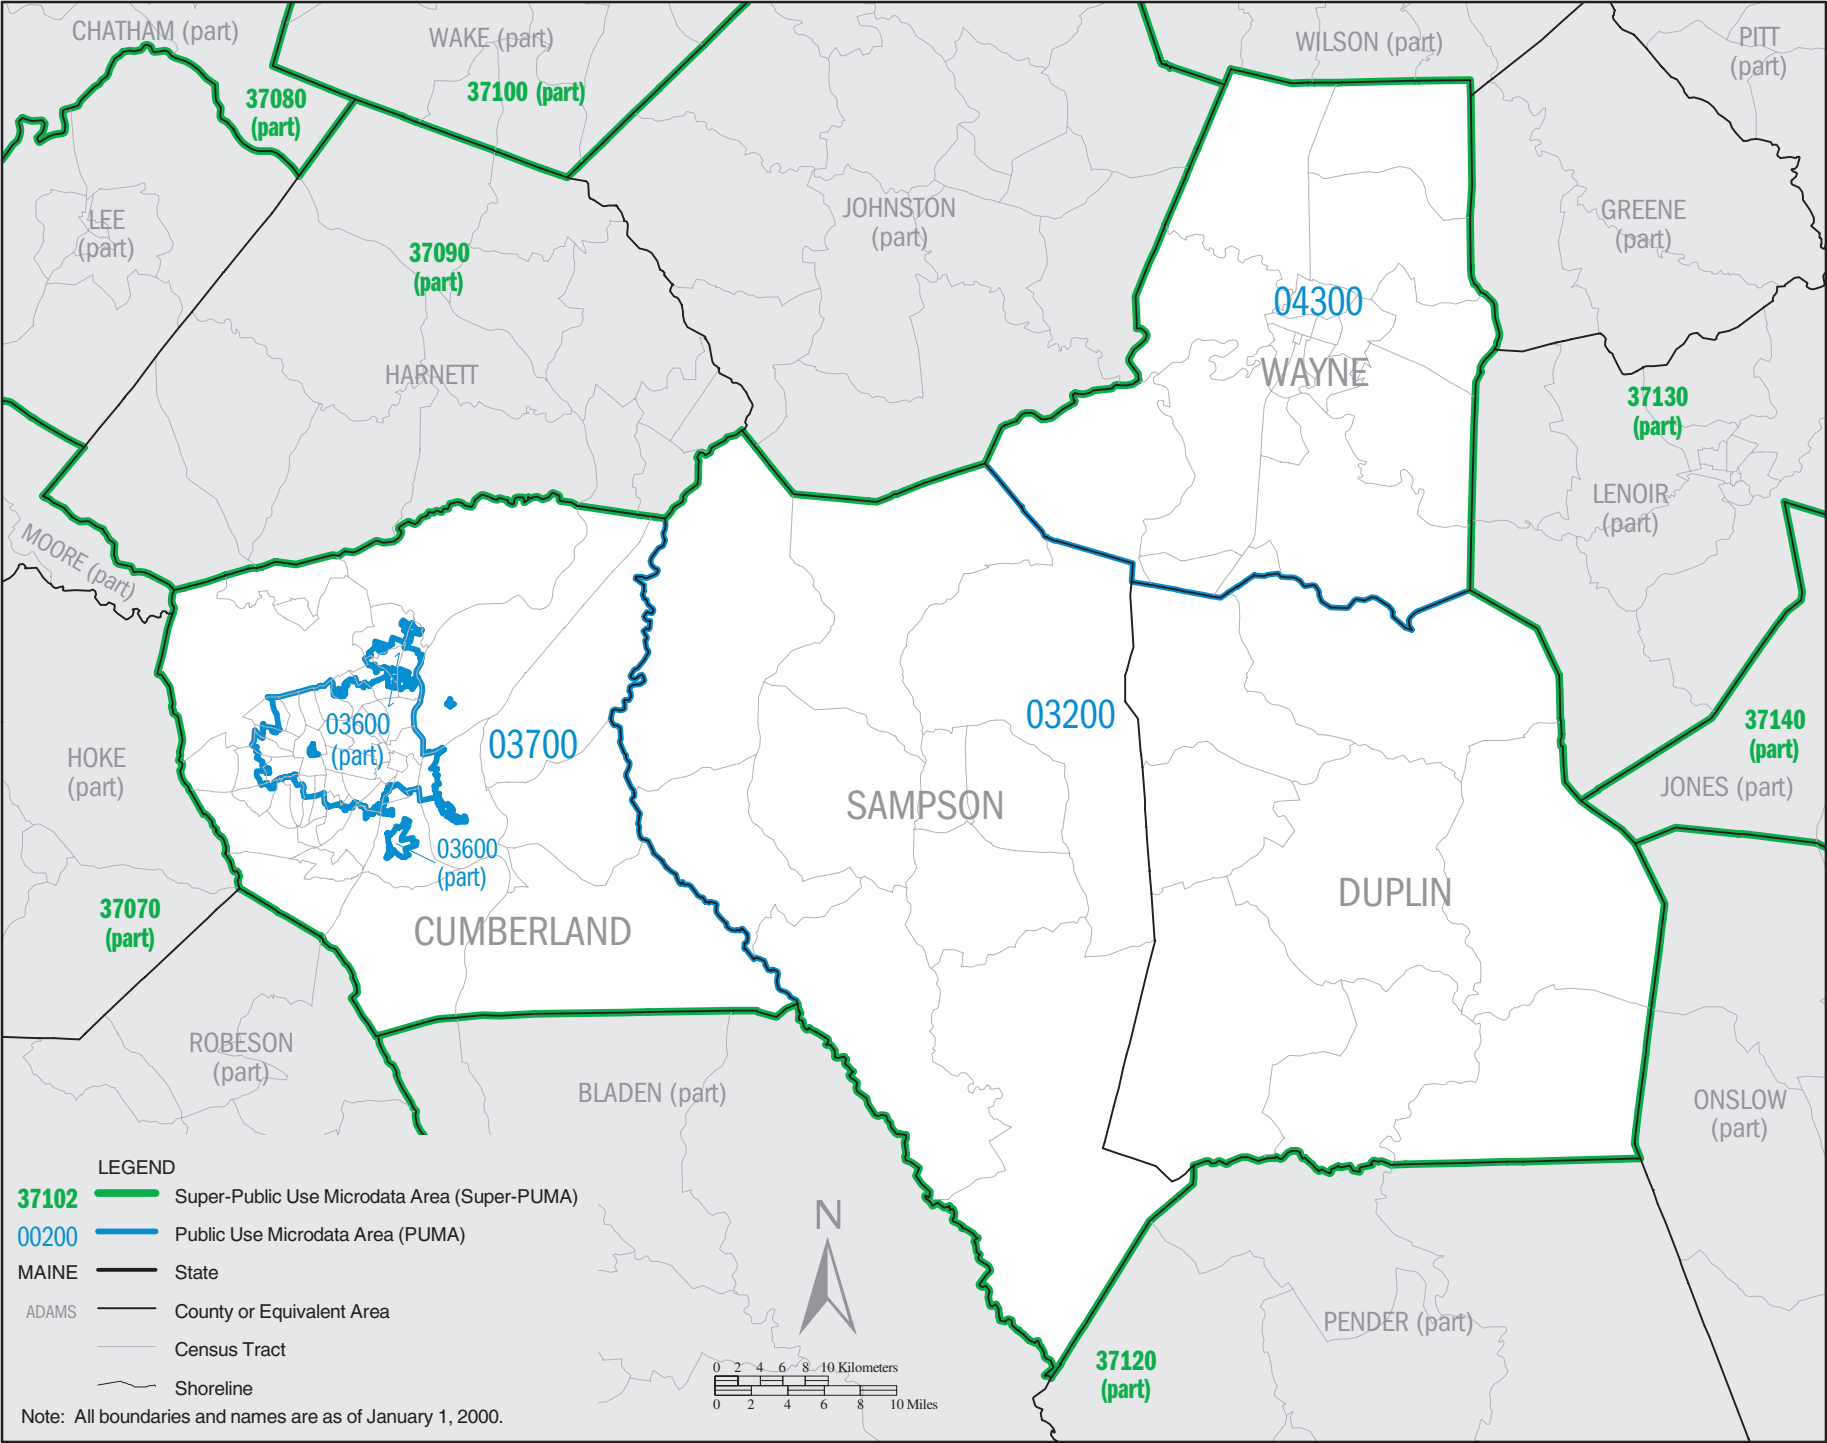 CHATHAM (part)
WAKE (part)
WILSON (part)
PITT
(part)
37080
(part)
37100 (part)
LEE
(part)
JOHNSTON
(part)
GREENE
(part)
37090
(part)
04300
WAYNE
HARNETT
37130
(part)
LENOIR
(part)
MOORE (part)
03600
(part)
03700
03200
37140
(part)
HOKE
(part)
JONES (part)
SAMPSON
03600
(part)
DUPLIN
37070
(part)
CUMBERLAND
ROBESON
(part)
BLADEN (part)
ONSLOW
(part)
LEGEND
37102 Super-Public Use Microdata Area (Super-PUMA)
00200 Public Use Microdata Area (PUMA)
MAINE State
ADAMS County or Equivalent Area
Census Tract
Shoreline
Note: All boundaries and names are as of January 1, 2000.
N
0 2 4 6 8 10 Kilometers
0 2 4 6 8 10 Miles
PENDER (part)
37120
(part)